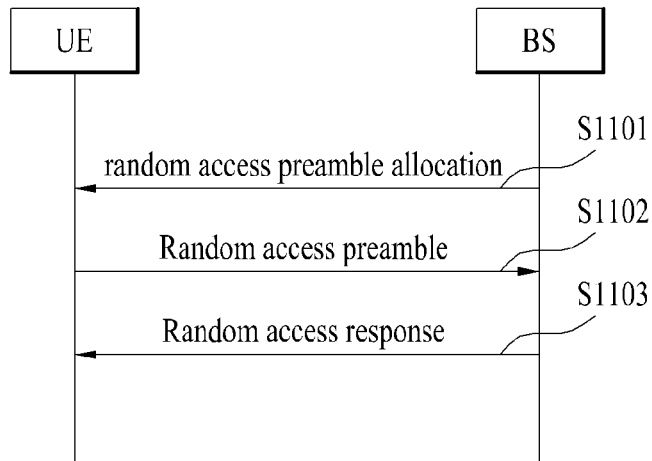 UE
BS
S1101
random access preamble allocation
S1102
Random access preamble
S1103
Random access response